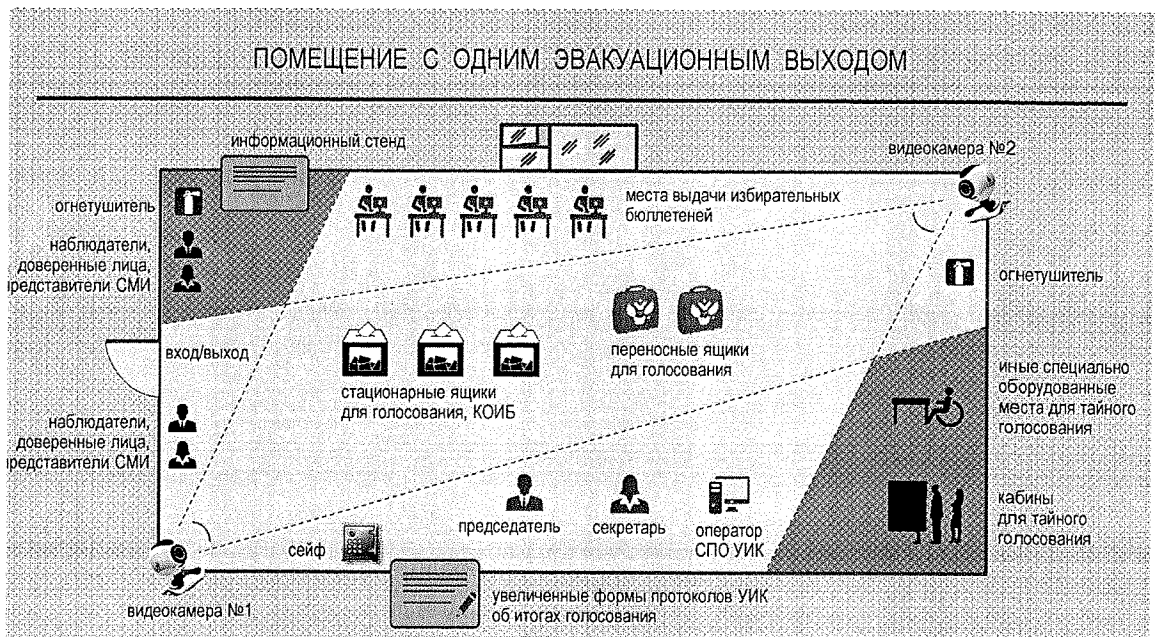 ПОМЕЩЕНИЕ С ОДНИМ ЭВАКУАЦИОННЫМ ВЫХОДОМ
информационный стенд
видеокамера №2
огнетушитель
места выдачи избирательных
бюллетеней
наблюдатели,
доверенные лица,
представители СМИ
огнетушитель
вход/выход
стационарные ящики
для голосования, КОИБ
переносные ящики
для голосования
иные специально
оборудованные
места для тайного
голосования
наблюдатели,
доверенные лица,
представители СМИ
председатель
секретарь
оператор
СПО УИК
кабины
для тайного
голосования
сейф
видеокамера №1
увеличенные формы протоколов УИК
об итогах голосования